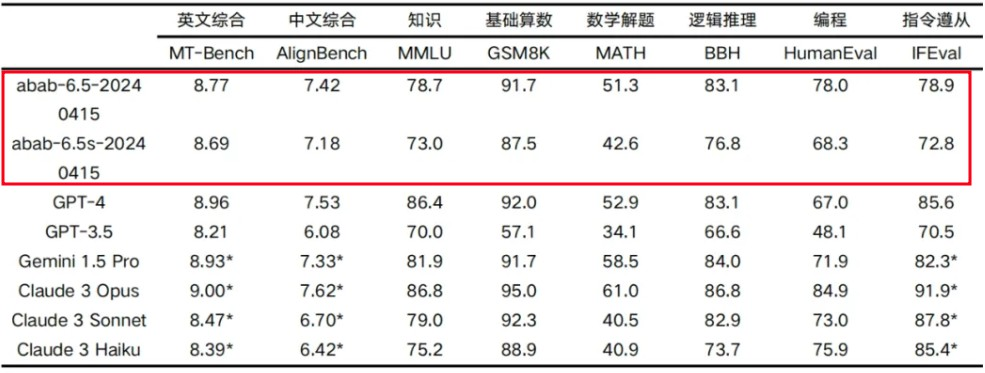 英文综合 中文综合 知识 基础算数 数学解题 逻辑推理 编程 指令遵从
MT-Bench AlignBench MMLU GSM8K MATH BBH HumanEval IFEval
abab-6.5-2024 8.77 7.42 78.7 91.7 51.3 83.1 78.0 78.9
0415
abab-6.5s-2024 8.69 7.18 73.0 87.5 42.6 76.8 68.3 72.8
0415
GPT-4 8.96 7.53 86.4 92.0 52.9 83.1 67.0 85.6
GPT-3.5 8.21 6.08 70.0 57.1 34.1 66.6 48.1 70.5
Gemini 1.5 Pro 8.93* 7.33* 81.9 91.7 58.5 84.0 71.9 82.3*
Claude 3 Opus 9.00* 7.62* 86.8 95.0 61.0 86.8 84.9 91.9*
Claude 3 Sonnet 8.47* 6.70* 79.0 92.3 40.5 82.9 73.0 87.8*
Claude 3 Haiku 8.39* 6.42* 75.2 88.9 40.9 73.7 75.9 85.4*